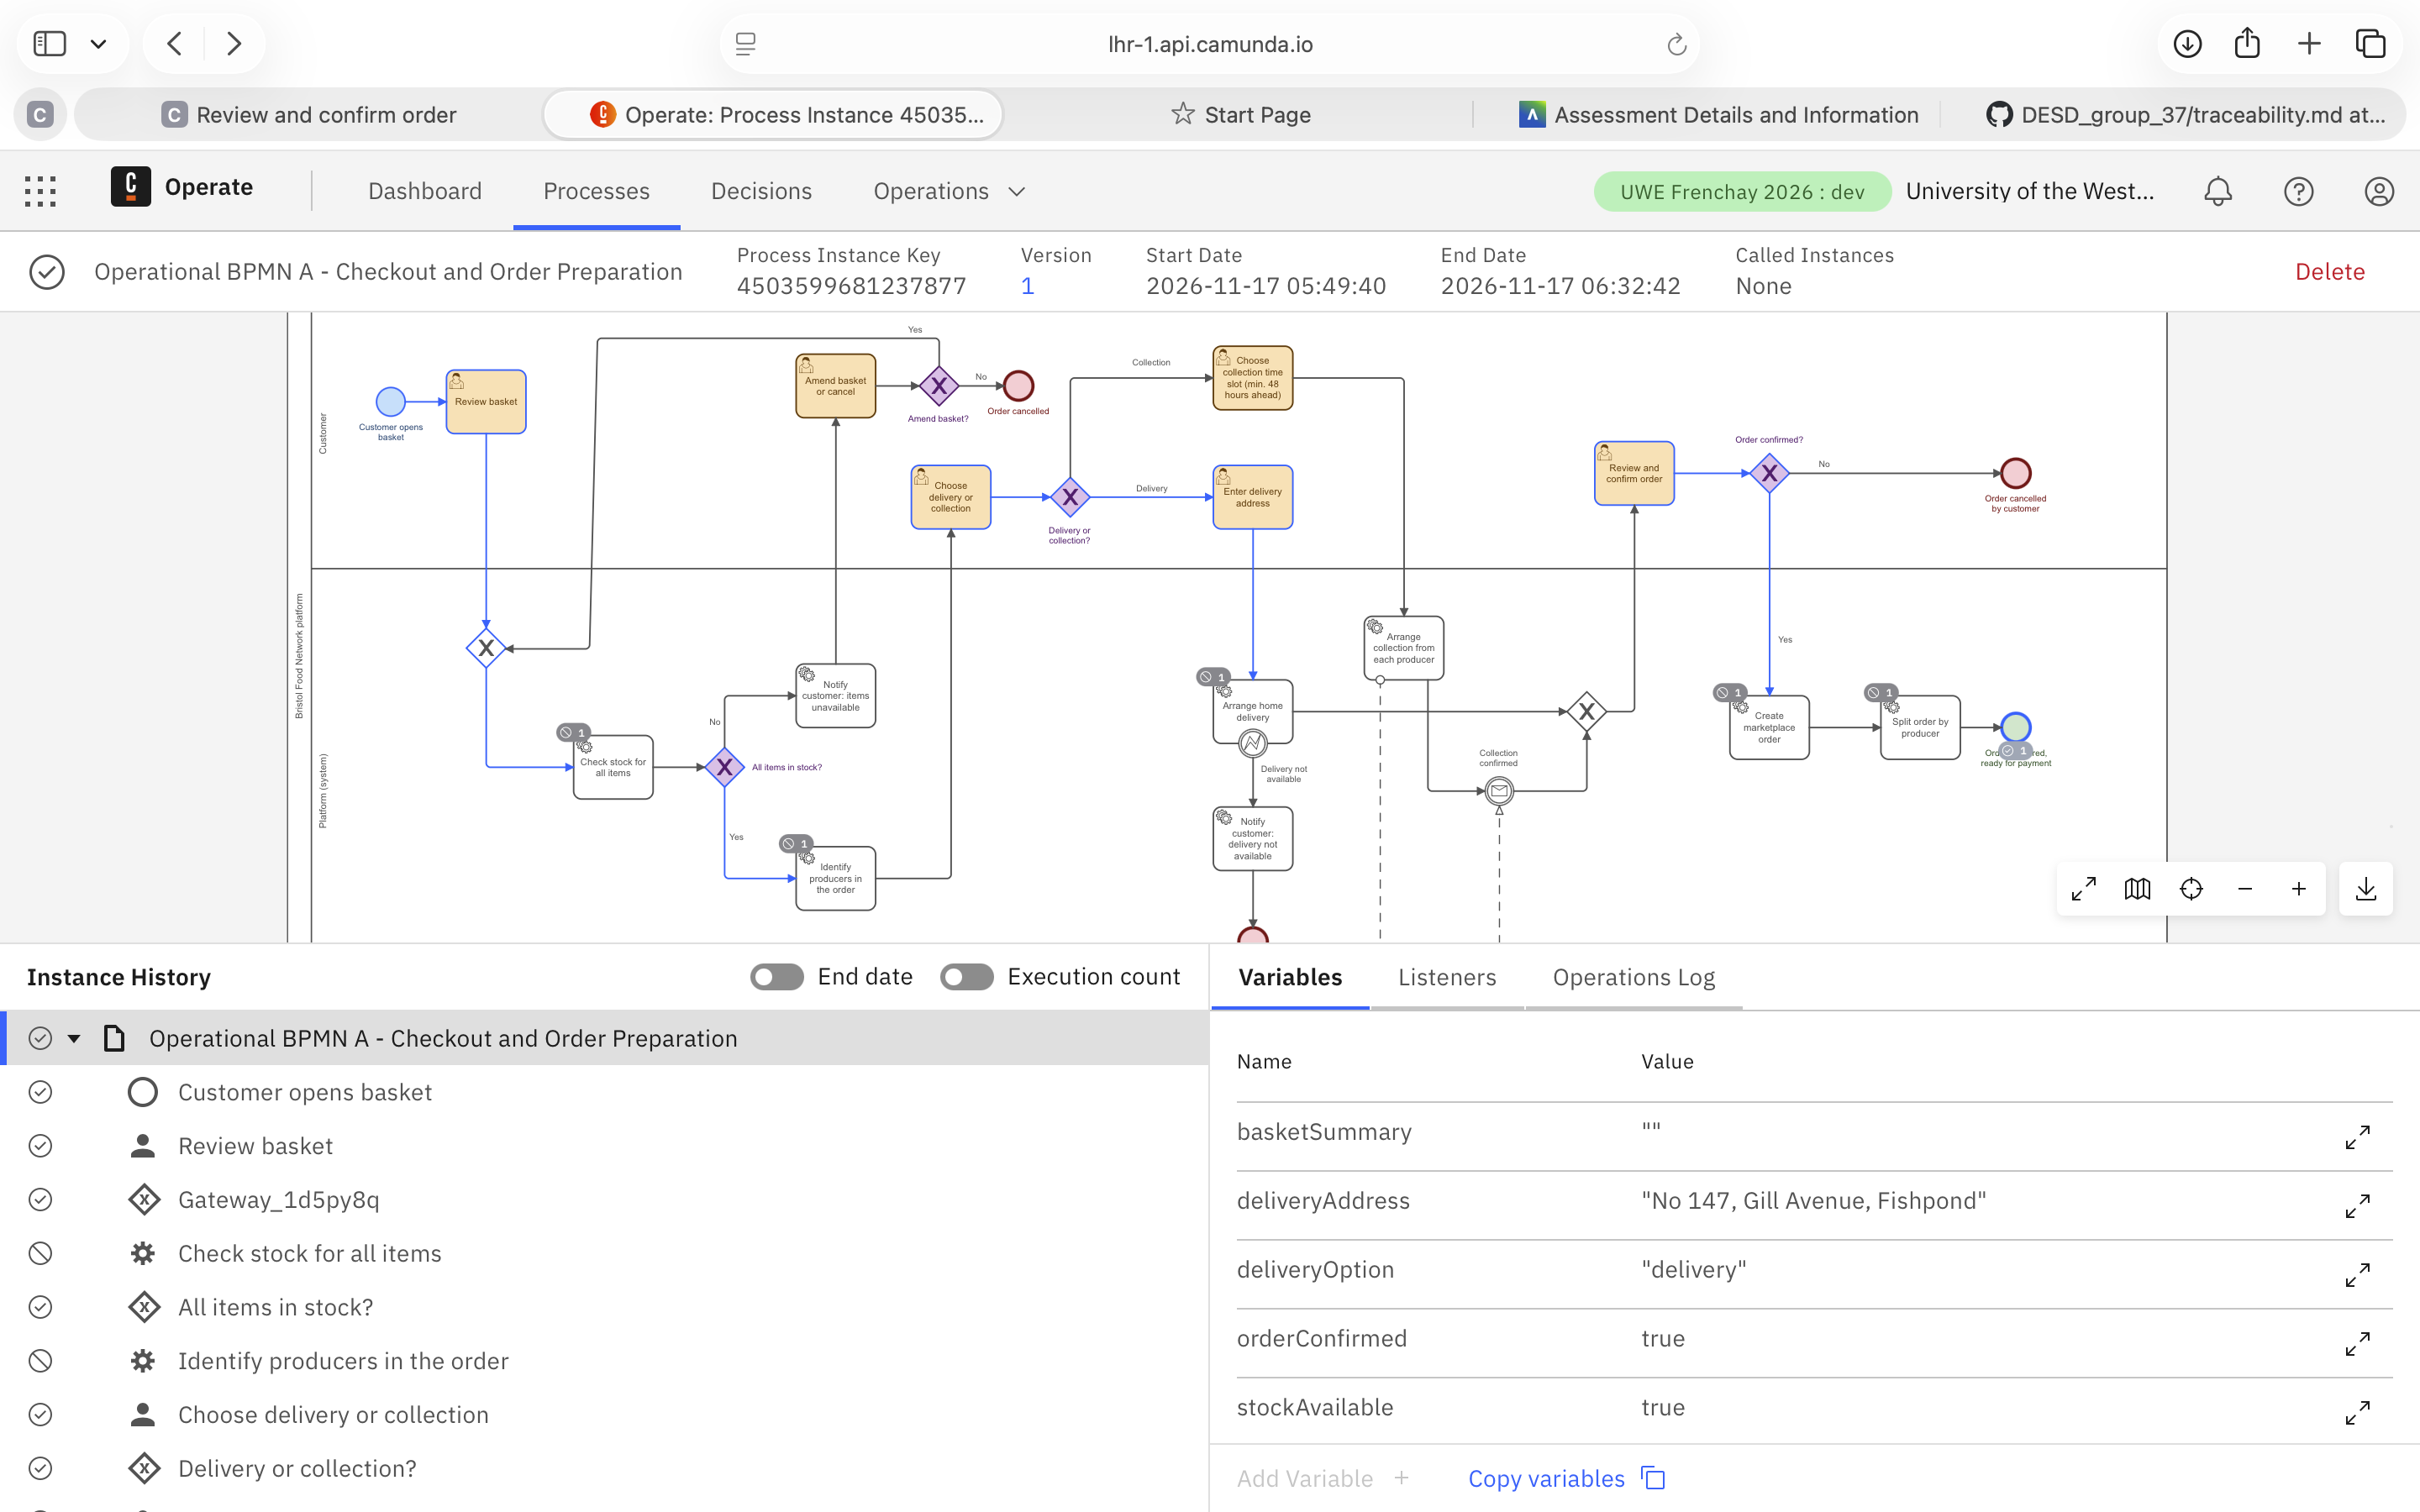 lhr-1.api.camunda.io
C
C Review and confirm order
Operate: Process Instance 45035...
Start Page
Assessment Details and Information
DESD_group_37/traceability.md at...
Operate
Dashboard
Processes
Decisions
Operations
UWE Frenchay 2026 : dev
University of the West...
Operational BPMN A - Checkout and Order Preparation
Process Instance Key
4503599681237877
Version
1
Start Date
2026-11-17 05:49:40
End Date
2026-11-17 06:32:42
Called Instances
None
Delete
Bristol Food Network platform
Customer
Platform (system)
Customer opens
basket
Review basket
Amend basket
or cancel
Yes
Amend basket?
No
Order cancelled
Collection
Choose
collection time
slot (min. 48
hours ahead)
Choose
delivery or
collection
Delivery or
collection?
Delivery
Enter delivery
address
Review and
confirm order
Order confirmed?
No
Order cancelled
by customer
Yes
Notify
customer: items
unavailable
No
1
Check stock for
all items
All items in stock?
Yes
1
Identify
producers in
the order
Arrange
collection from
each producer
1
Arrange home
delivery
Delivery not
available
Notify
customer:
delivery not
available
Collection
confirmed
1
Create
marketplace
order
1
Split order by
producer
1
ready for payment
Instance History
End date
Execution count
Operational BPMN A - Checkout and Order Preparation
Customer opens basket
Review basket
Gateway_1d5py8q
Check stock for all items
All items in stock?
Identify producers in the order
Choose delivery or collection
Delivery or collection?
Variables
Listeners
Operations Log
Name Value
basketSummary ""
deliveryAddress "No 147, Gill Avenue, Fishpond"
deliveryOption "delivery"
orderConfirmed true
stockAvailable true
Add Variable +
Copy variables